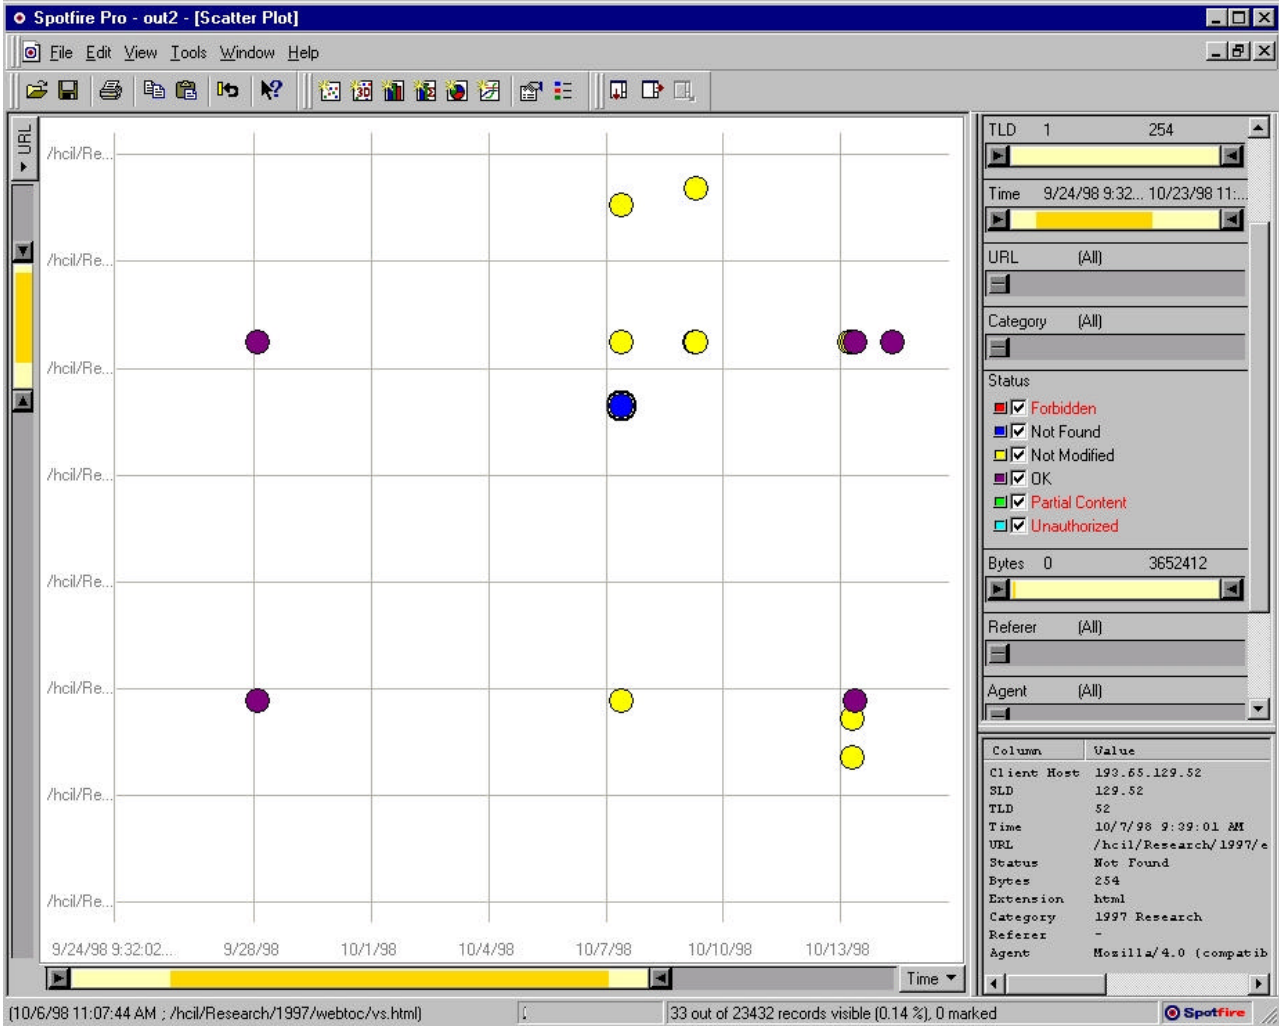 Spotfire Pro - out2 - [Scatter Plot]
File Edit View Tools Window Help
URL
/hcil/Re...
/hcil/Re...
/hcil/Re...
/hcil/Re...
/hcil/Re...
/hcil/Re...
/hcil/Re...
/hcil/Re...
9/24/98 9:32:02... 9/28/98 10/1/98 10/4/98 10/7/98 10/10/98 10/13/98
Time
TLD 1 254
Time 9/24/98 9:32... 10/23/98 11:...
URL (All)
Category (All)
Status
Forbidden
Not Found
Not Modified
OK
Partial Content
Unauthorized
Bytes 0 3652412
Referer (All)
Agent (All)
Column Value
Client Host 193.65.129.52
SLD 129.52
TLD 52
Time 10/7/98 9:39:01 AM
URL /hcil/Research/1997/e
Status Not Found
Bytes 254
Extension html
Category 1997 Research
Referer -
Agent Mozilla/4.0 (compatib
(10/6/98 11:07:44 AM ; /hcil/Research/1997/webtoc/vs.html)
33 out of 23432 records visible (0.14 %), 0 marked
Spotfire